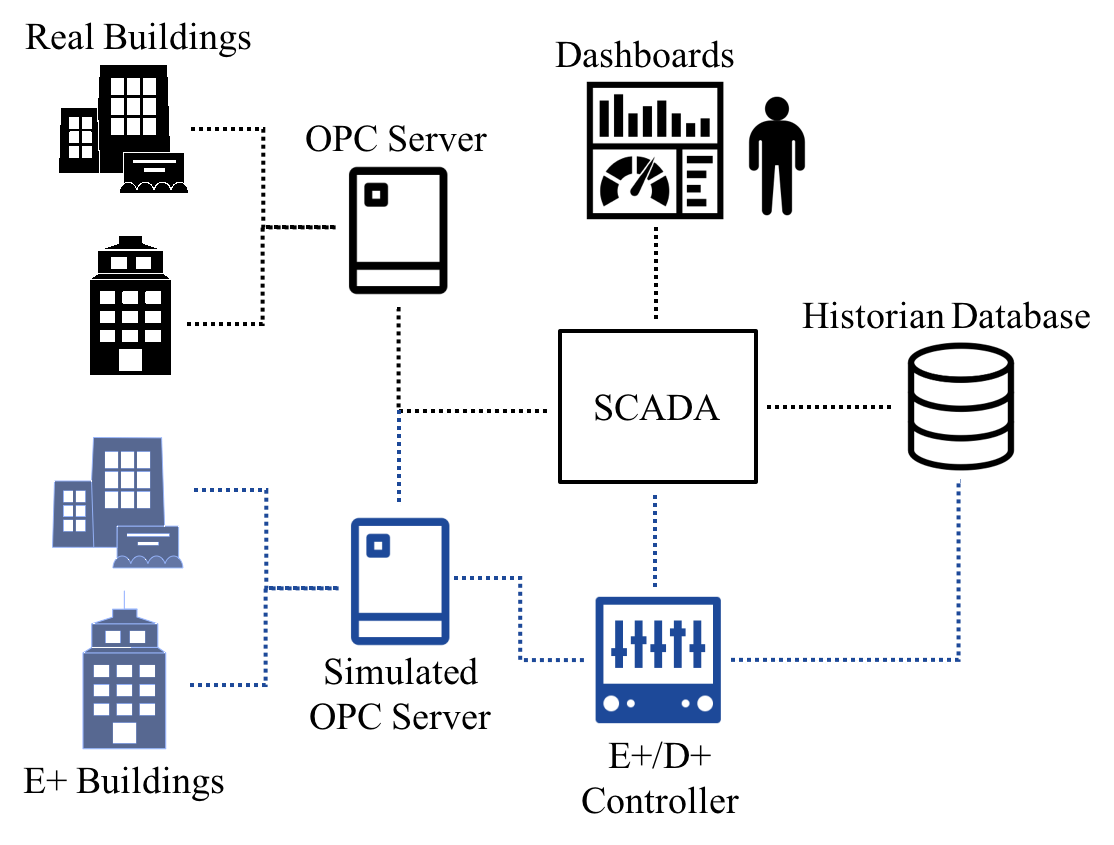 Real Buildings
Dashboards
OPC Server
Historian Database
SCADA
Simulated
OPC Server
E+ Buildings
E+/D+
Controller